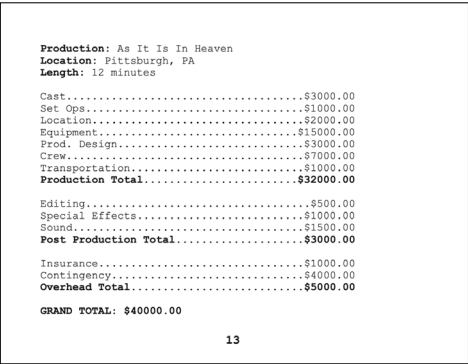 Production: As It Is In Heaven
Location: Pittsburgh, PA
Length: 12 minutes
Cast.....................................$3000.00
Set Ops..................................$1000.00
Location.................................$2000.00
Equipment...............................$15000.00
Prod. Design.............................$3000.00
Crew.....................................$7000.00
Transportation...........................$1000.00
Production Total........................$32000.00
Editing...................................$500.00
Special Effects..........................$1000.00
Sound....................................$1500.00
Post Production Total....................$3000.00
Insurance................................$1000.00
Contingency..............................$4000.00
Overhead Total...........................$5000.00
GRAND TOTAL: $40000.00
13